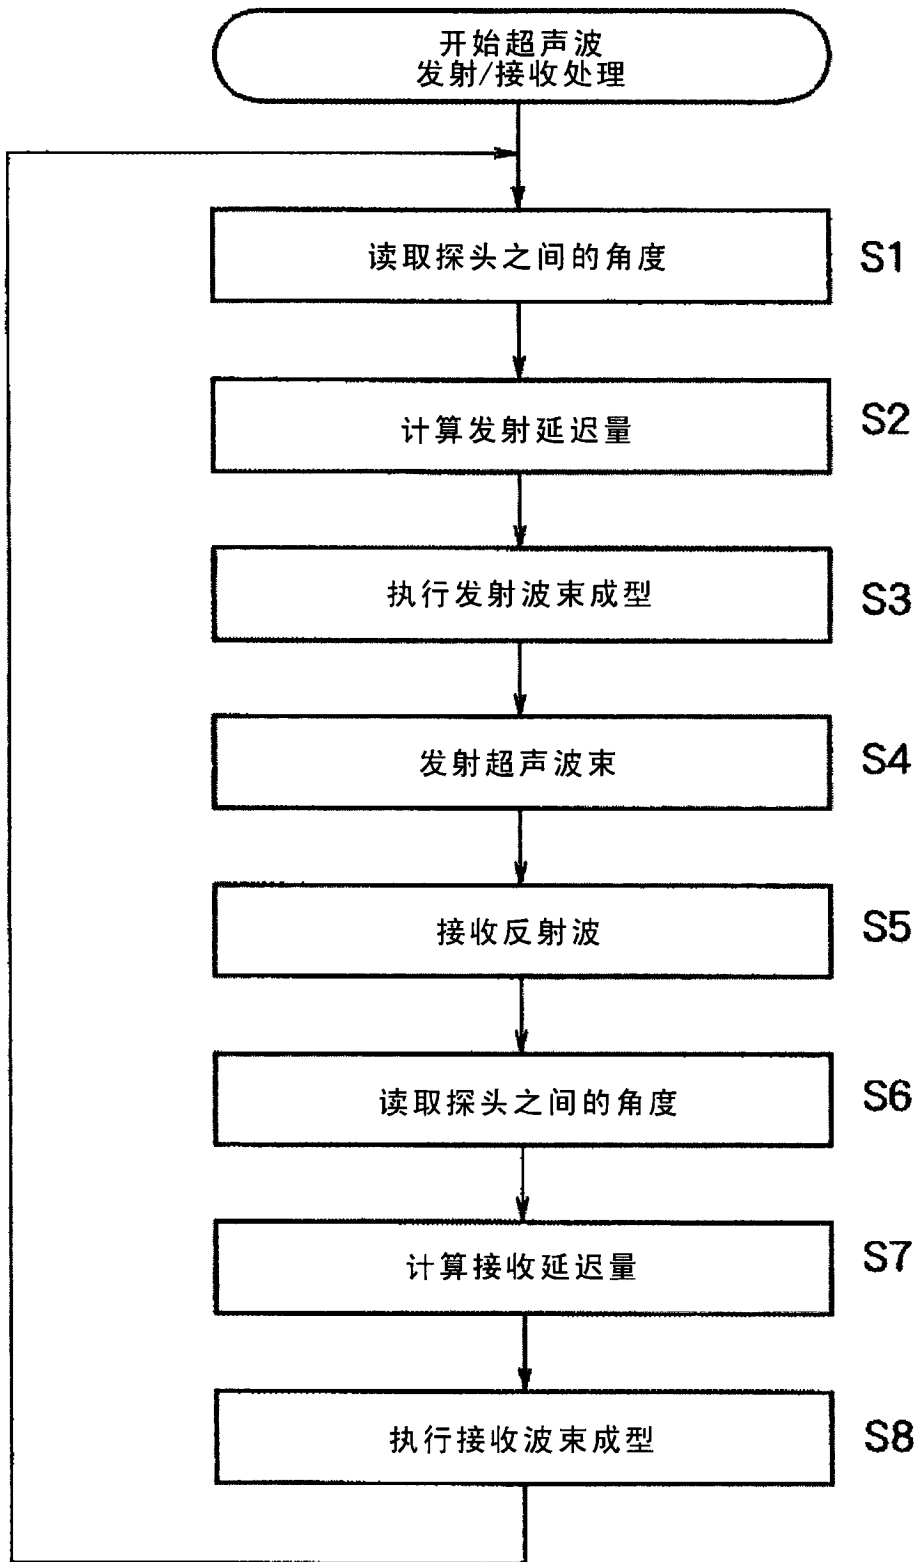 开始超声波
发射/接收处理
读取探头之间的角度
S1
计算发射延迟量
S2
执行发射波束成型
S3
发射超声波束
S4
接收反射波
S5
读取探头之间的角度
S6
计算接收延迟量
S7
执行接收波束成型
S8